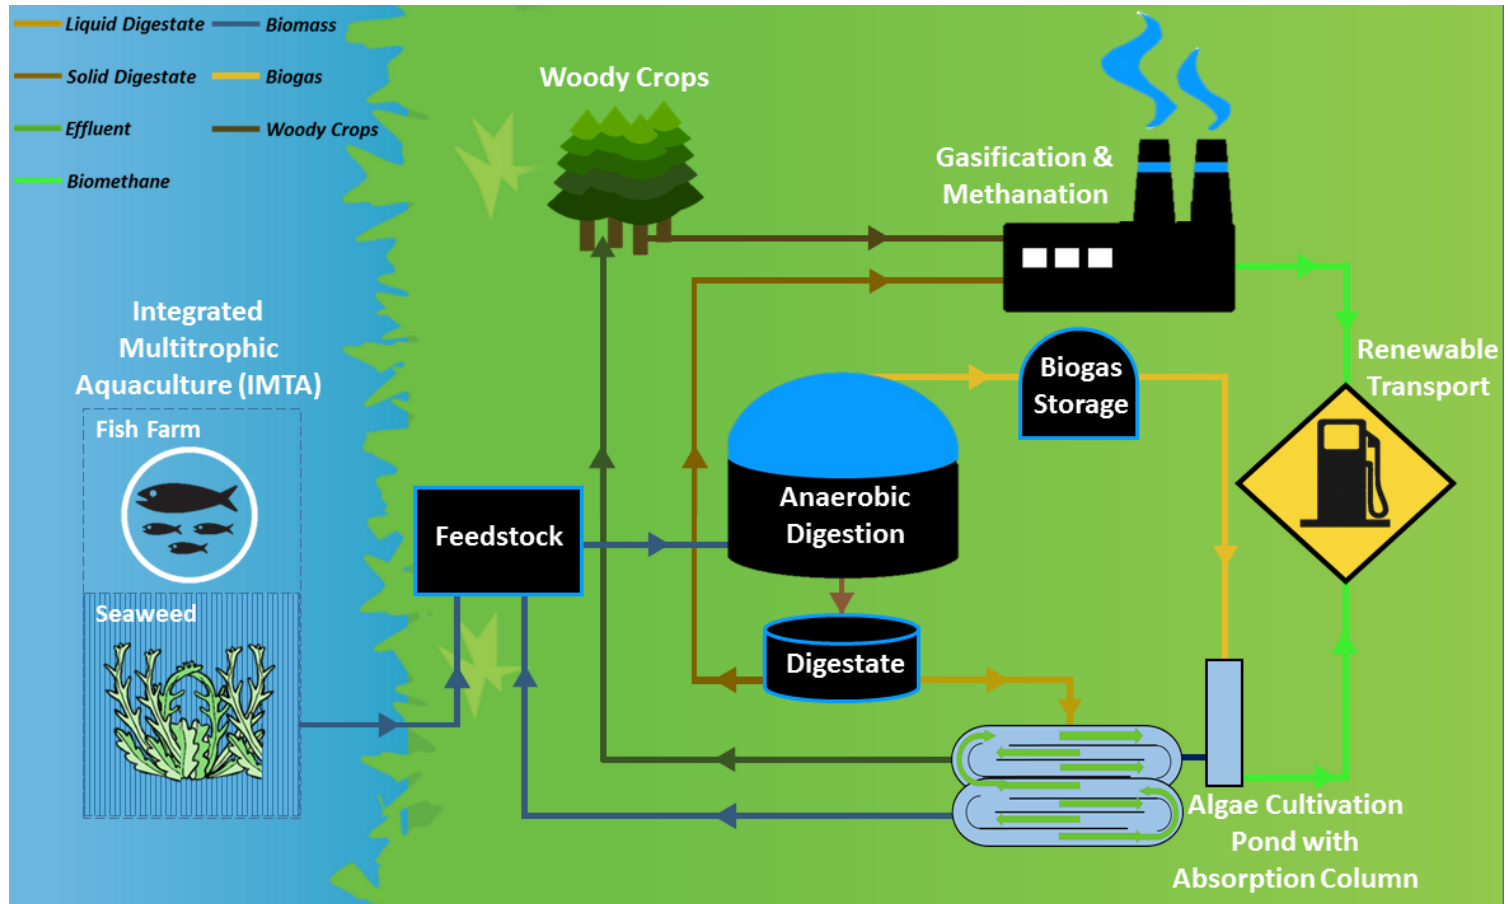 Liquid Digestate
Biomass
Solid Digestate
Biogas
Effluent
Woody Crops
Biomethane
Woody Crops
Gasification &
Methanation
Integrated
Multitrophic
Aquaculture (IMTA)
Fish Farm
Seaweed
Feedstock
Anaerobic
Digestion
Digestate
Biogas
Storage
Renewable
Transport
Algae Cultivation
Pond with
Absorption Column